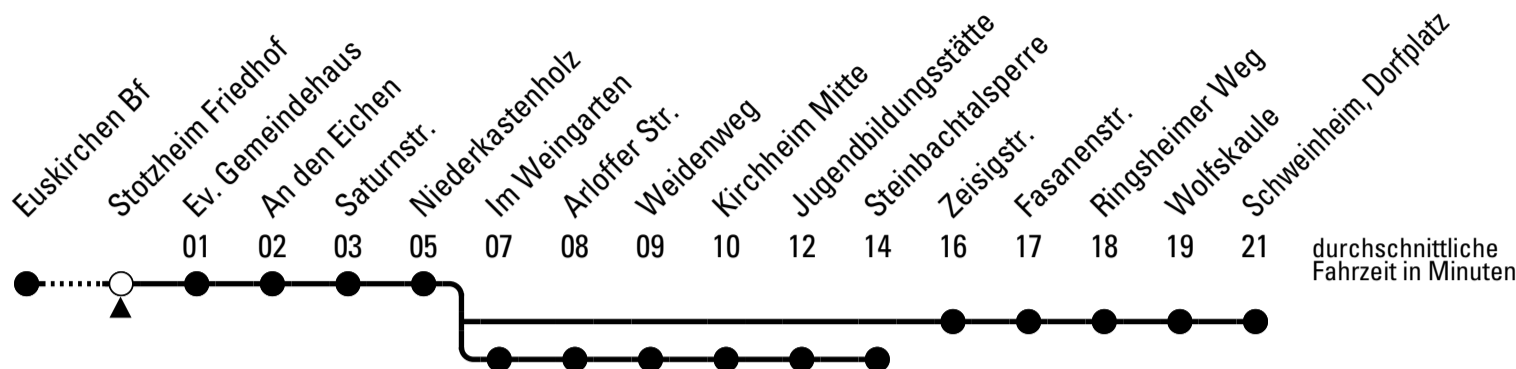 Euskirchen Bf
Stotzheim Friedhof
Ev. Gemeindehaus
An den Eichen
Saturnstr.
Niederkastenholz
Im Weingarten
Arloffer Str.
Weidenweg
Kirchheim Mitte
Jugendbildungsstätte
Steinbachtalsperre
Zeisigstr.
Fasanenstr.
Ringsheimer Weg
Wolfskaule
Schweinheim, Dorfplatz
01 02 03 05 07 08 09 10 12 14 16 17 18 19 21
durchschnittliche
Fahrzeit in Minuten